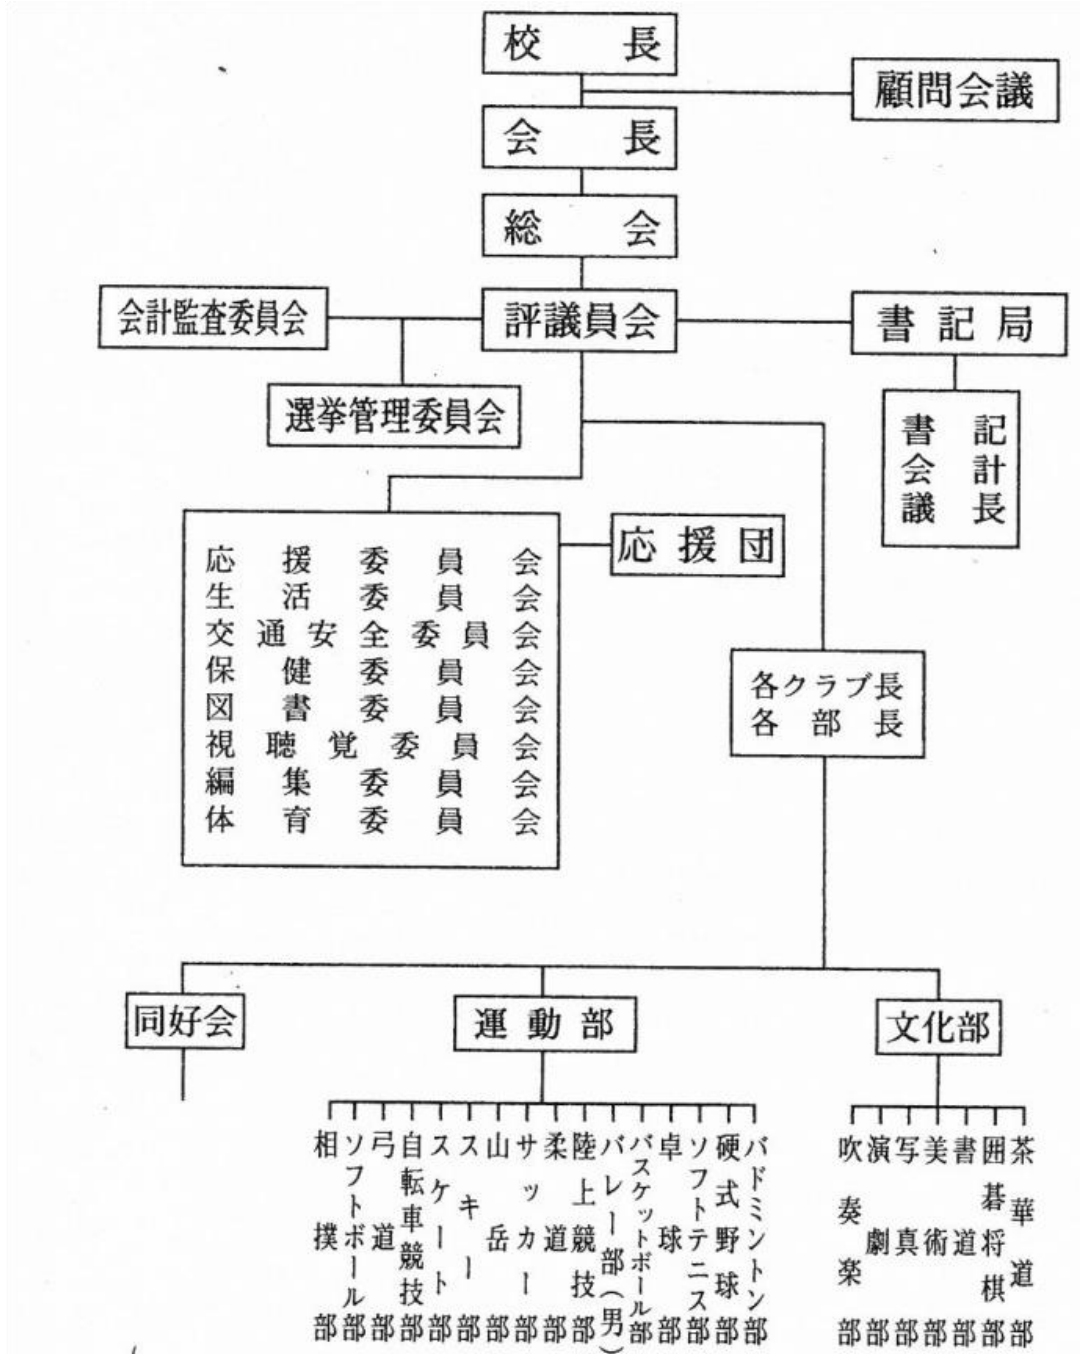 校長
顧問会議
会長
総会
会計監査委員会
評議員会
書記局
選挙管理委員会
書記
会計
議長
応援団
応援委員会
生活委員会
交通安全委員会
保健委員会
図書委員会
視聴覚委員会
編集委員会
体育委員会
各クラブ長
各部長
同好会
運動部
文化部
バドミントン部
硬式野球部
ソフトテニス部
卓球部
バスケットボール部
バレー部(男)
陸上競技部
柔道部
サッカー部
山岳部
スキー部
スケート部
自転車競技部
弓道部
ソフトボール部
相撲部
茶華道部
囲碁将棋部
書道部
美術部
写真部
演劇部
吹奏楽部